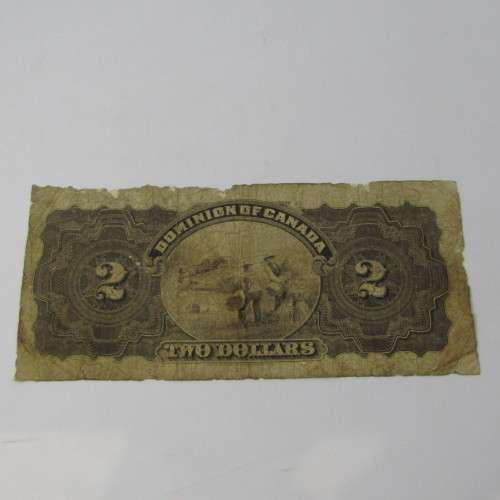 DOMINION OF CANADA
2 2
TWO DOLLARS